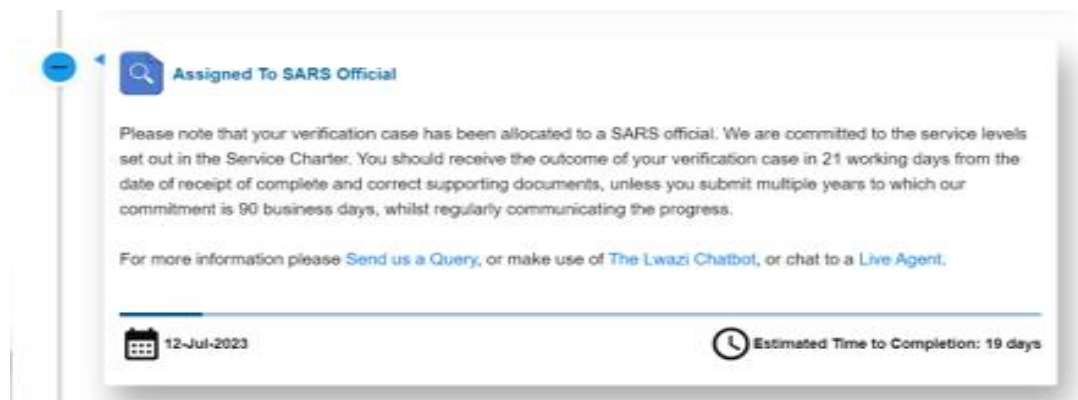 Assigned To SARS Official
Please note that your verification case has been allocated to a SARS official. We are committed to the service levels
set out in the Service Charter. You should receive the outcome of your verification case in 21 working days from the
date of receipt of complete and correct supporting documents, unless you submit multiple years to which our
commitment is 90 business days, whilst regularly communicating the progress.
For more information please Send us a Query, or make use of The Lwazi Chatbot, or chat to a Live Agent.
12-Jul-2023
Estimated Time to Completion: 19 days